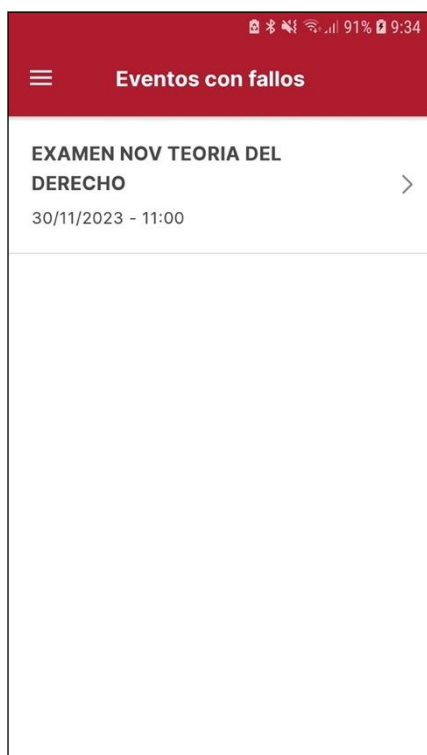 91% 9:34
Eventos con fallos
EXAMEN NOV TEORIA DEL
DERECHO
30/11/2023 - 11:00